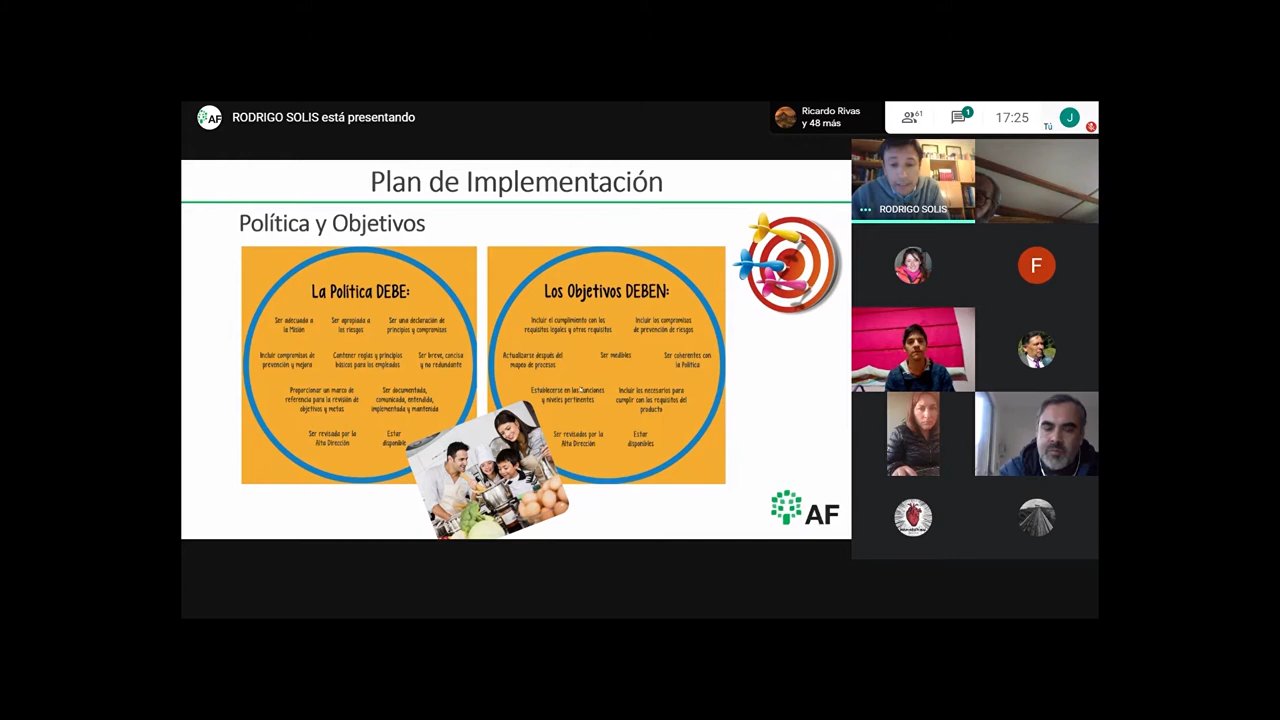 AF
RODRIGO SOLIS está presentando
Ricardo Rivas
y 48 más
61
1
17:25
Tú
J
Plan de Implementación
Política y Objetivos
La Política DEBE:
Ser adecuada a
la Misión
Ser apropiada a
los riesgos
Ser una declaración de
principios y compromisos
Incluir compromisos de
prevención y mejora
Contener reglas y principios
básicos para los empleados
Ser breve, concisa
y no redundante
Proporcionar un marco de
referencia para la revisión de
objetivos y metas
Ser documentada,
comunicada, entendida,
implementada y mantenida
Ser revisada por la
Alta Dirección
Estar
disponible
Los Objetivos DEBEN:
Incluir el cumplimiento con los
requisitos legales y otros requisitos
Incluir los compromisos
de prevención de riesgos
Actualizarse después del
mapeo de procesos
Ser medibles
Ser coherentes con
la Política
Establecerse en las funciones
y niveles pertinentes
Incluir los necesarios para
cumplir con los requisitos del
producto
Ser revisados por la
Alta Dirección
Estar
disponibles
AF
RODRIGO SOLIS
F